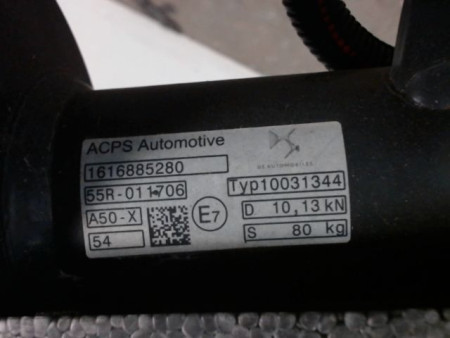 ACPS Automotive
1616885280
55R-011706
Typ10031344
A50-X
E7
D 10,13 kN
54
S 80 kg